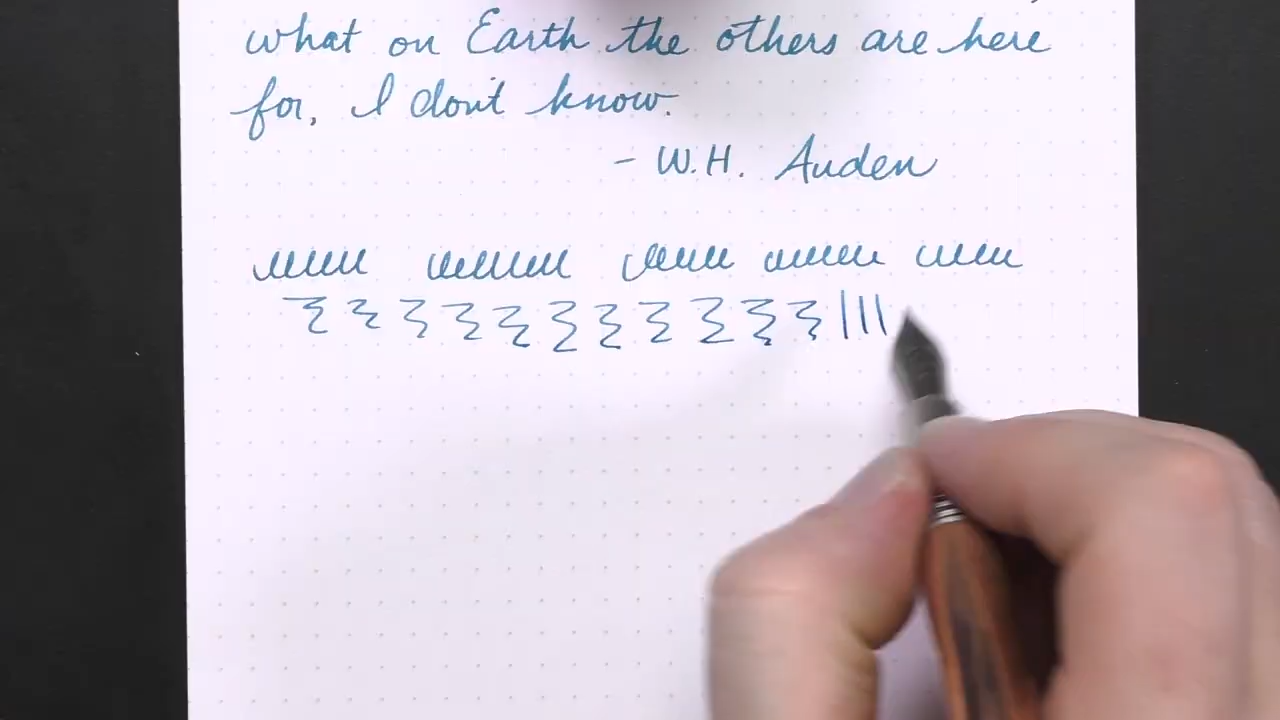 what on Earth the others are here
for, I don't know.
- W.H. Auden